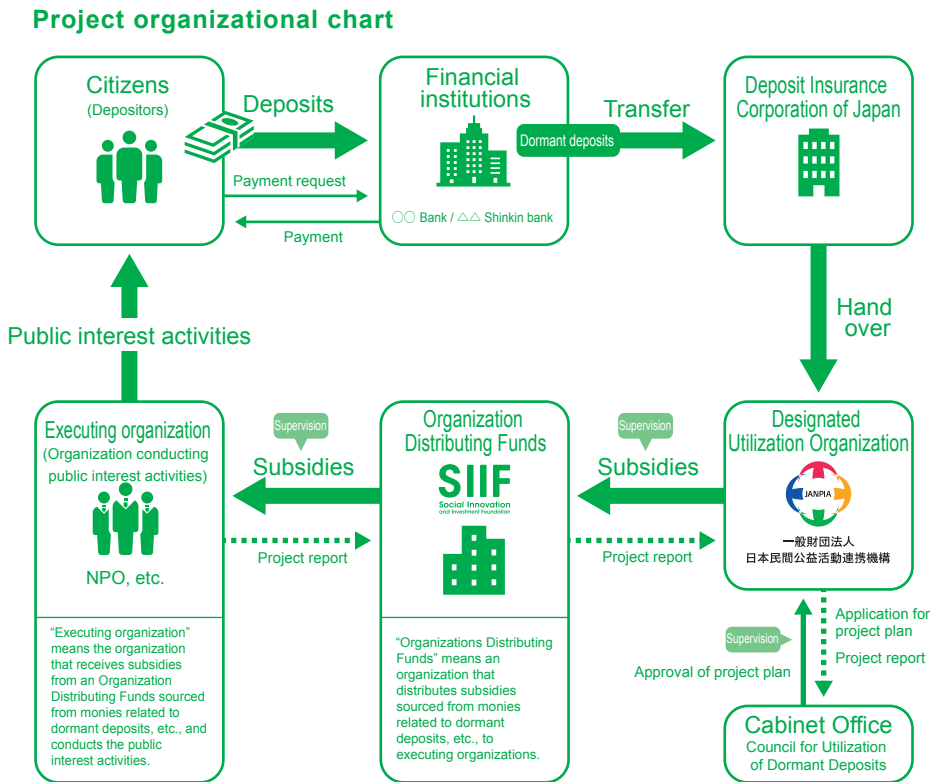 Project organizational chart
Citizens
(Depositors)
Deposits
Payment request
Payment
Financial
institutions
Dormant deposits
○○ Bank / △△ Shinkin bank
Transfer
Deposit Insurance
Corporation of Japan
Hand
over
Public interest activities
Executing organization
(Organization conducting
public interest activities)
NPO, etc.
"Executing organization"
means the organization
that receives subsidies
from an Organization
Distributing Funds sourced
from monies related to
dormant deposits, etc., and
conducts the public
interest activities.
Supervision
Subsidies
Project report
Organization
Distributing Funds
SIIF
Social Innovation
and Investment Foundation
"Organizations Distributing
Funds" means an
organization that
distributes subsidies
sourced from monies
related to dormant
deposits, etc., to
executing organizations.
Supervision
Subsidies
Project report
Designated
Utilization Organization
JANPIA
一般財団法人
日本民間公益活動連携機構
Supervision
Approval of project plan
Application for
project plan
Project report
Cabinet Office
Council for Utilization
of Dormant Deposits